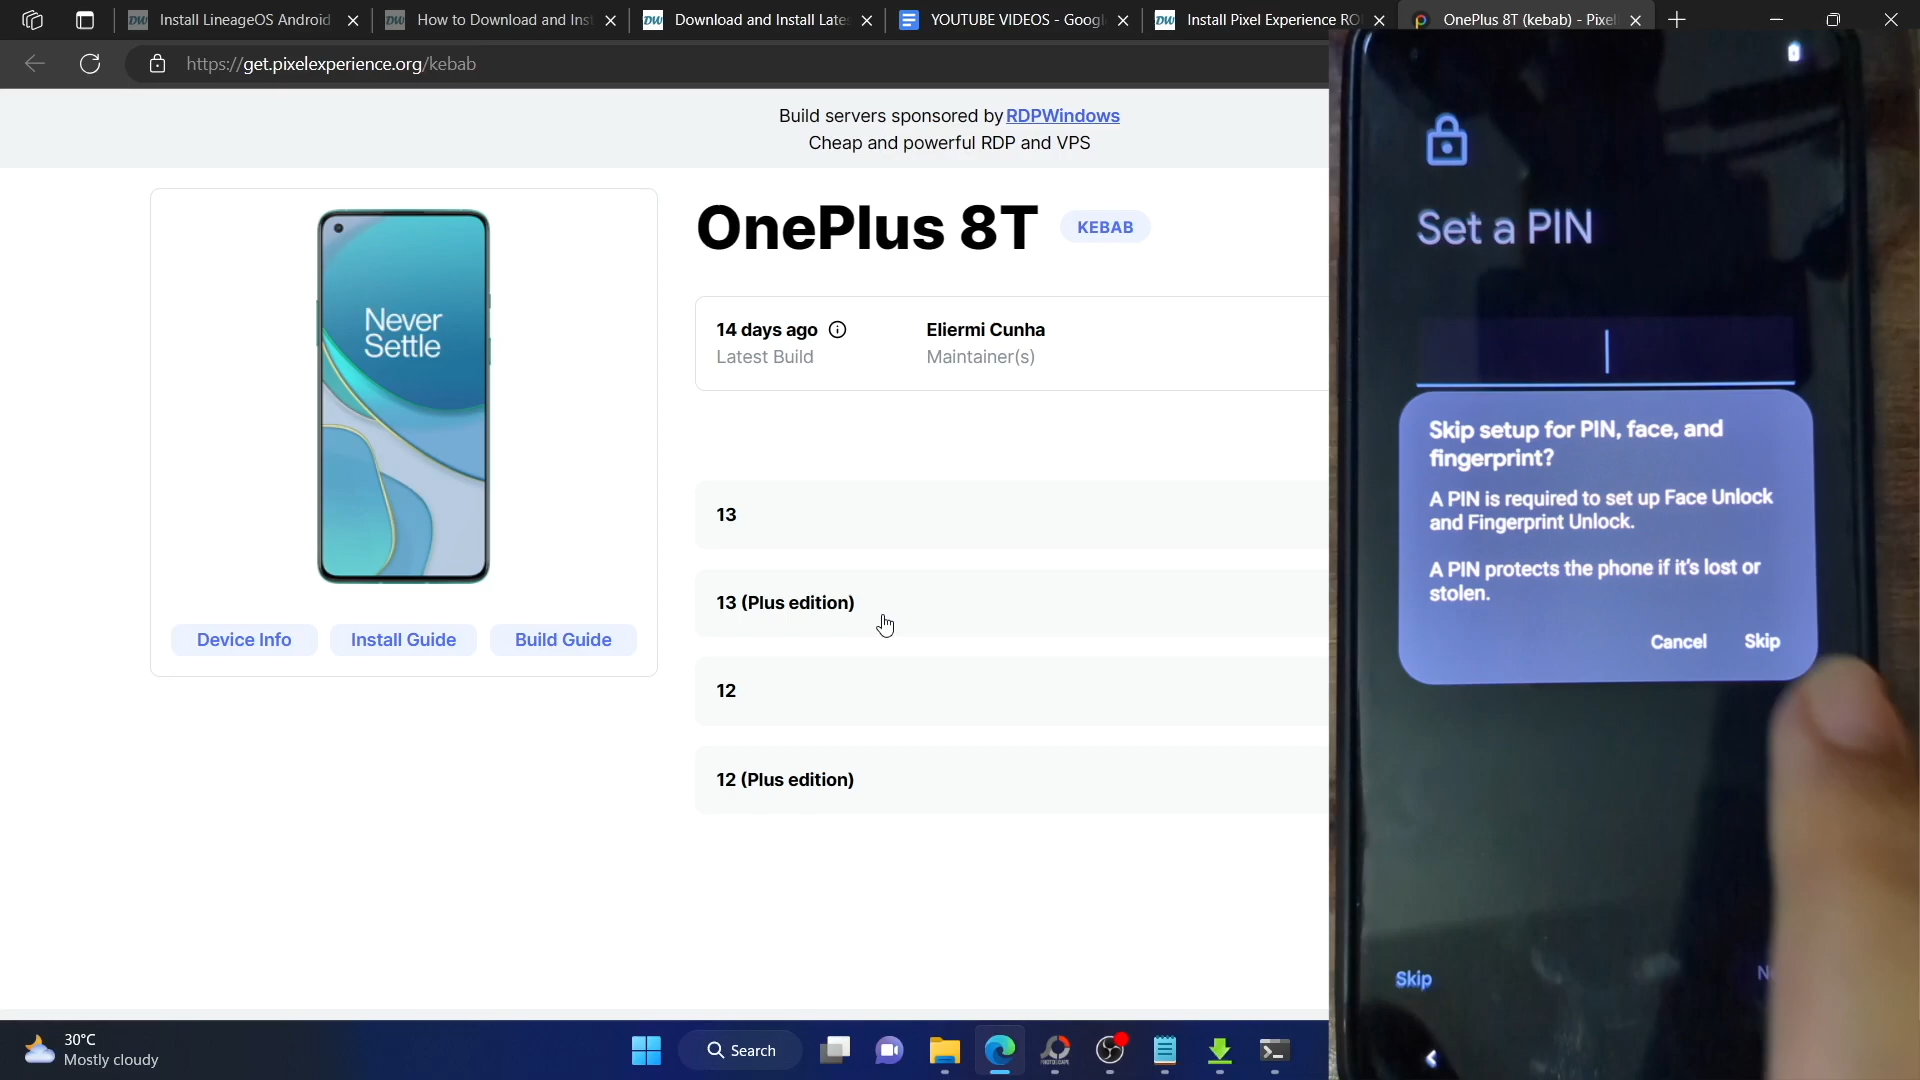 Install LineageOS Android
How to Download and Inst
Download and Install Late
YOUTUBE VIDEOS - Googl
Install Pixel Experience RO
OnePlus 8T (kebab) - Pixel
https://get.pixelexperience.org/kebab
Build servers sponsored by RDPWindows
Cheap and powerful RDP and VPS
Never
Settle
Device Info
Install Guide
Build Guide
OnePlus 8T
KEBAB
14 days ago
Latest Build
Eliermi Cunha
Maintainer(s)
13
13 (Plus edition)
12
12 (Plus edition)
Set a PIN
Skip setup for PIN, face, and
fingerprint?
A PIN is required to set up Face Unlock
and Fingerprint Unlock.
A PIN protects the phone if it's lost or
stolen.
Cancel
Skip
Skip
30°C
Mostly cloudy
Search